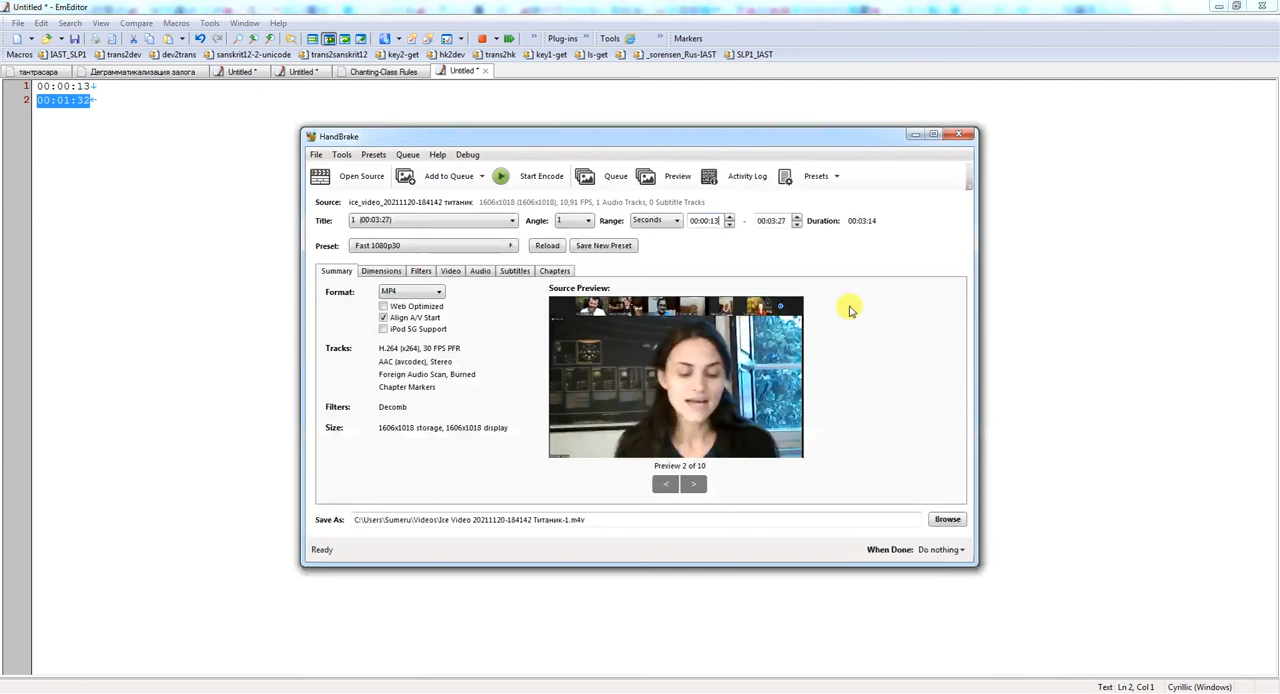 Untitled * - EmEditor
File Edit Search View Compare Macros Tools Window Help
Plug-ins Tools Markers
Macros IAST_SLP1 trans2dev dev2trans sanskrit12-2-unicode trans2sanskrit12 key2-get hk2dev trans2hk key1-get ls-get _sorensen_Rus-IAST SLP1_IAST
тантрасара Деграмматикализация залога Untitled * Untitled * Chanting-Class Rules Untitled *
1 00:00:13
2 00:01:32
HandBrake
File Tools Presets Queue Help Debug
Open Source Add to Queue Start Encode Queue Preview Activity Log Presets
Source: ice_video_20211120-184142 титаник 1606x1018 (1606x1018), 10,91 FPS, 1 Audio Tracks, 0 Subtitle Tracks
Title: 1 (00:03:27) Angle: 1 Range: Seconds 00:00:13 - 00:03:27 Duration: 00:03:14
Preset: Fast 1080p30 Reload Save New Preset
Summary Dimensions Filters Video Audio Subtitles Chapters
Format: MP4 Source Preview:
Web Optimized
Align A/V Start
iPod 5G Support
Tracks: H.264 (x264), 30 FPS PFR
AAC (avcodec), Stereo
Foreign Audio Scan, Burned
Chapter Markers
Filters: Decomb
Size: 1606x1018 storage, 1606x1018 display
Preview 2 of 10
< >
Save As: C:\Users\Sumeru\Videos\Ice Video 20211120-184142 Титаник-1.m4v Browse
Ready When Done: Do nothing
Text Ln 2, Col 1 Cyrillic (Windows)